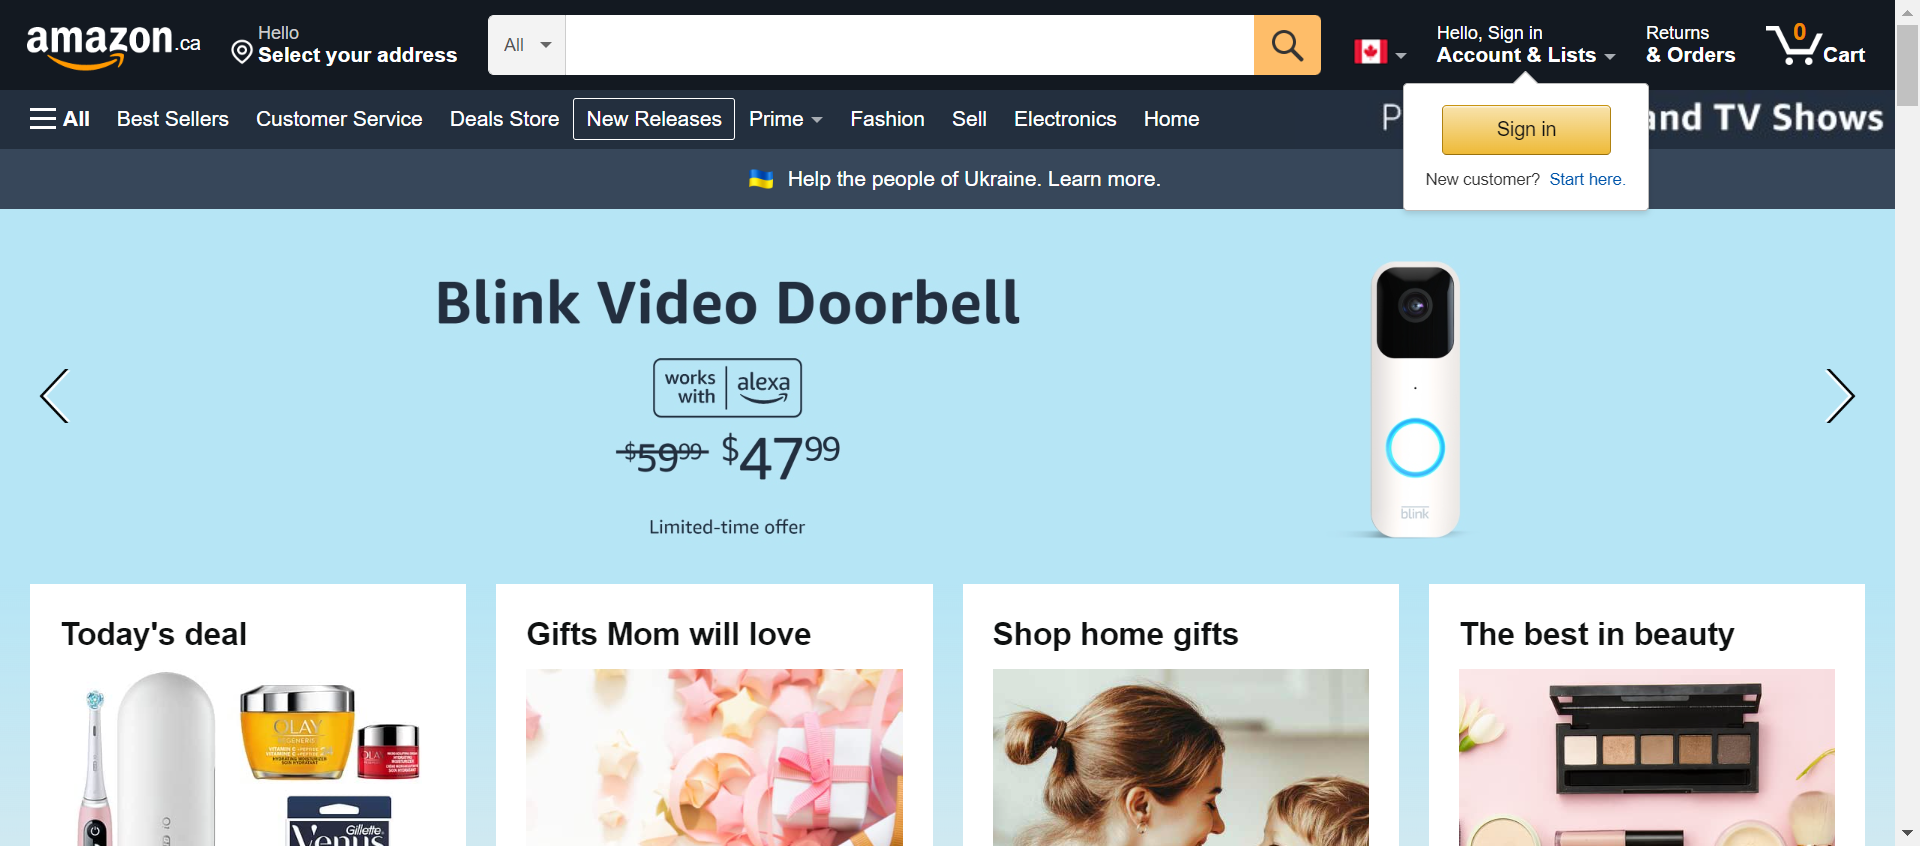 amazon.ca
Hello
Select your address
All
Hello, Sign in
Account & Lists
Returns
& Orders
0
Cart
All
Best Sellers
Customer Service
Deals Store
New Releases
Prime
Fashion
Sell
Electronics
Home
P
and TV Shows
Sign in
New customer? Start here.
Help the people of Ukraine. Learn more.
Blink Video Doorbell
works with
alexa
$59.99 $47.99
Limited-time offer
blink
Today's deal
Gifts Mom will love
Shop home gifts
The best in beauty
OLAY
OLAY
Gillette
Venus